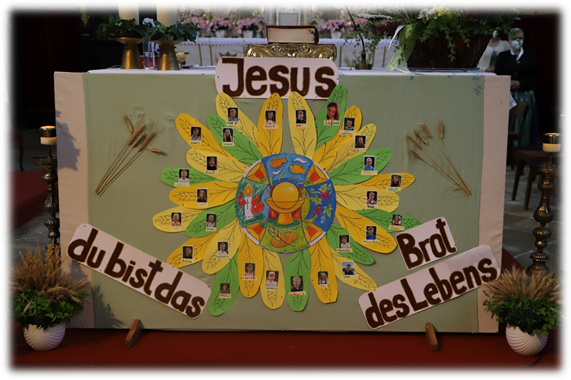 Jesus
du bist das
Brot
des Lebens